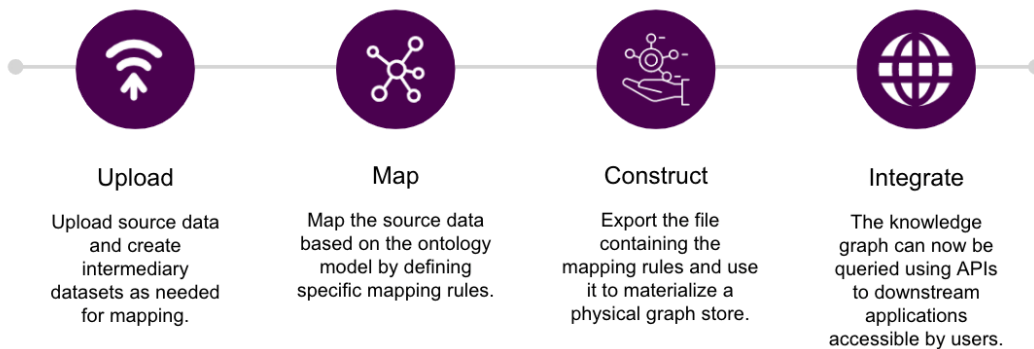 Upload
Upload source data
and create
intermediary
datasets as needed
for mapping.
Map
Map the source data
based on the ontology
model by defining
specific mapping rules.
Construct
Export the file
containing the
mapping rules and use
it to materialize a
physical graph store.
Integrate
The knowledge
graph can now be
queried using APIs
to downstream
applications
accessible by users.